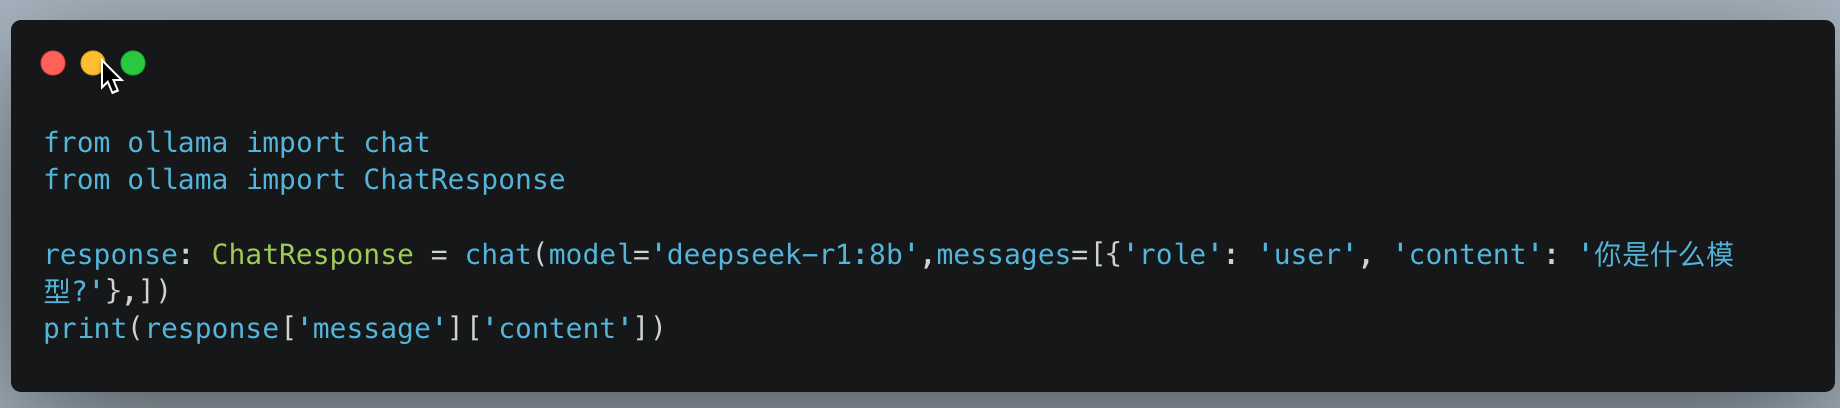 from ollama import chat
from ollama import ChatResponse
response: ChatResponse = chat(model='deepseek-r1:8b',messages=[{'role': 'user', 'content': '你是什么模
型?'},])
print(response['message']['content'])